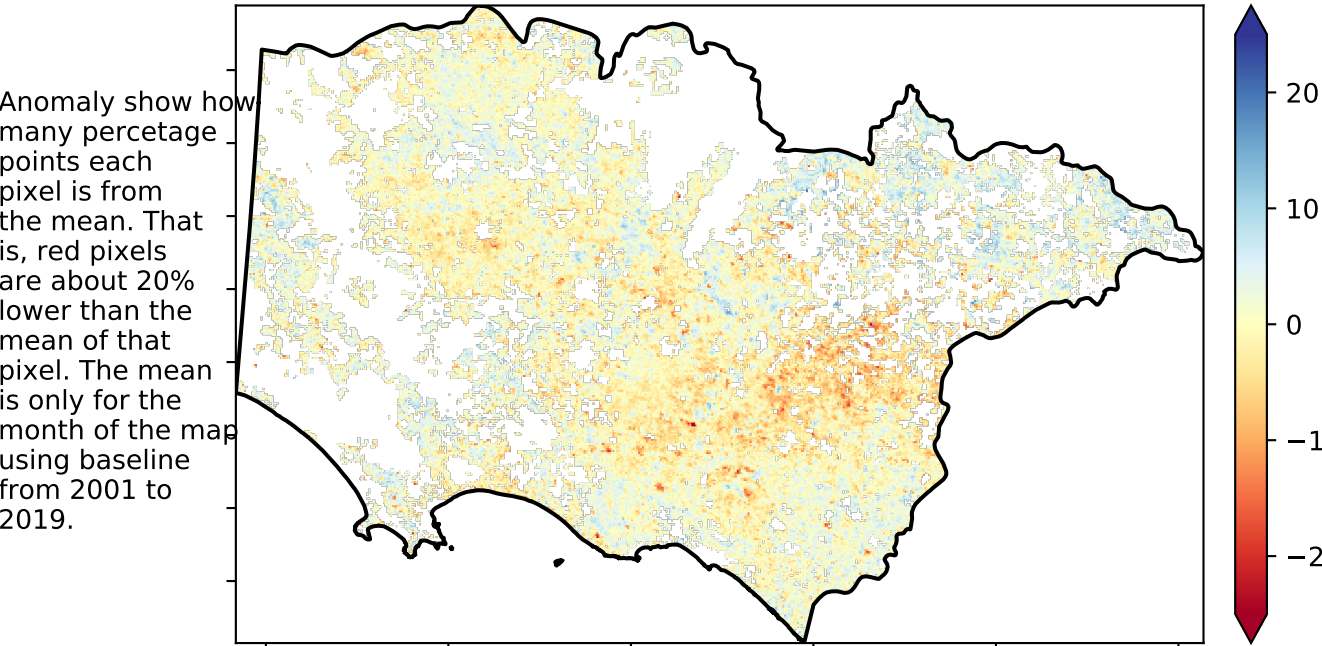 Anomaly show how
many percetage
points each
pixel is from
the mean. That
is, red pixels
are about 20%
lower than the
mean of that
pixel. The mean
is only for the
month of the map
using baseline
from 2001 to
2019.
20
10
0
−1
−2